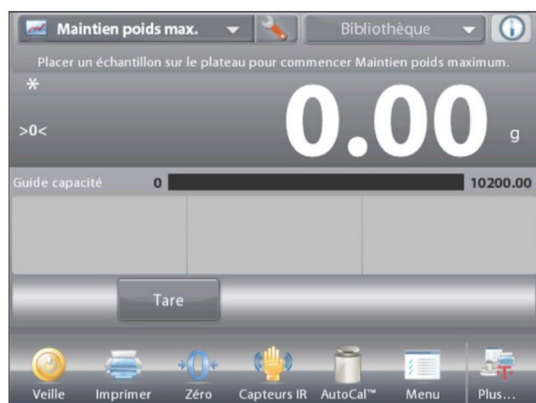 Maintien poids max. Bibliothèque
Placer un échantillon sur le plateau pour commencer Maintien poids maximum.
*
>0< 0.00 g
Guide capacité 0 10200.00
Tare
Veille Imprimer Zéro Capteurs IR AutoCal™ Menu Plus...